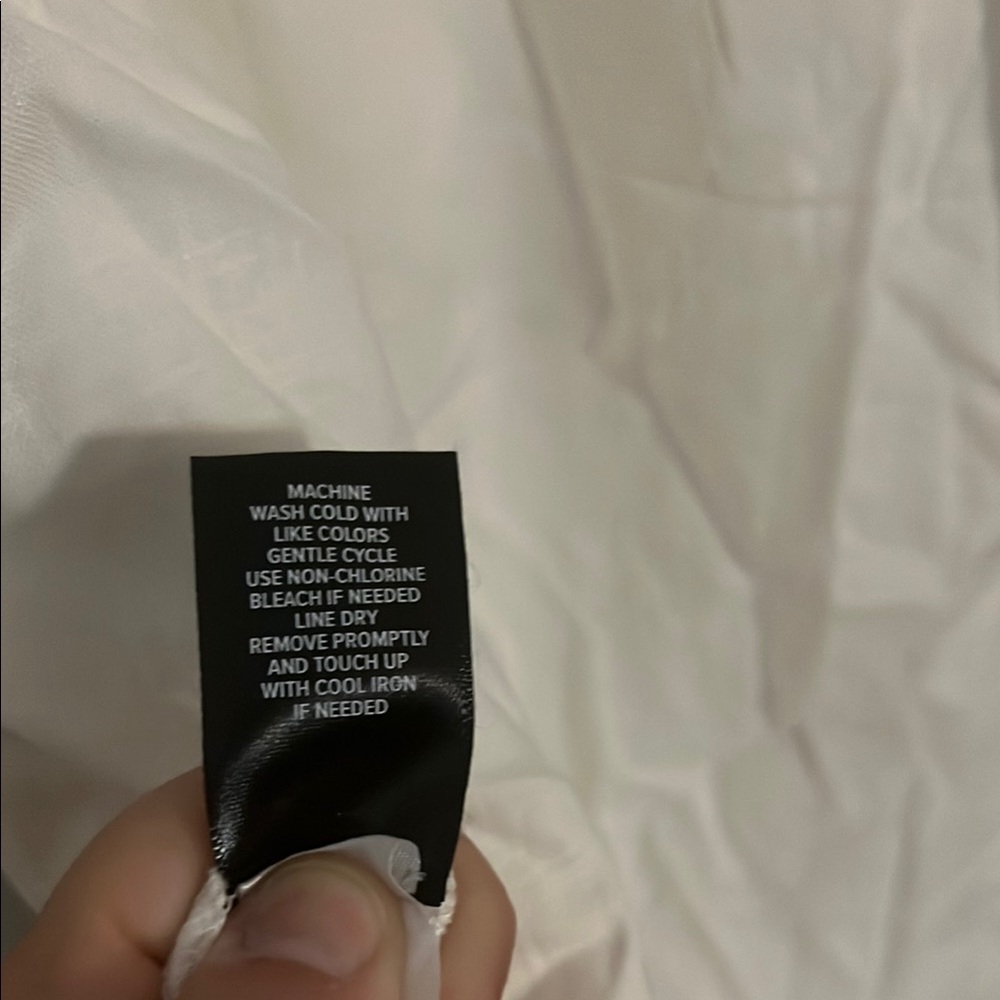 MACHINE
WASH COLD WITH
LIKE COLORS
GENTLE CYCLE
USE NON-CHLORINE
BLEACH IF NEEDED
LINE DRY
REMOVE PROMPTLY
AND TOUCH UP
WITH COOL IRON
IF NEEDED